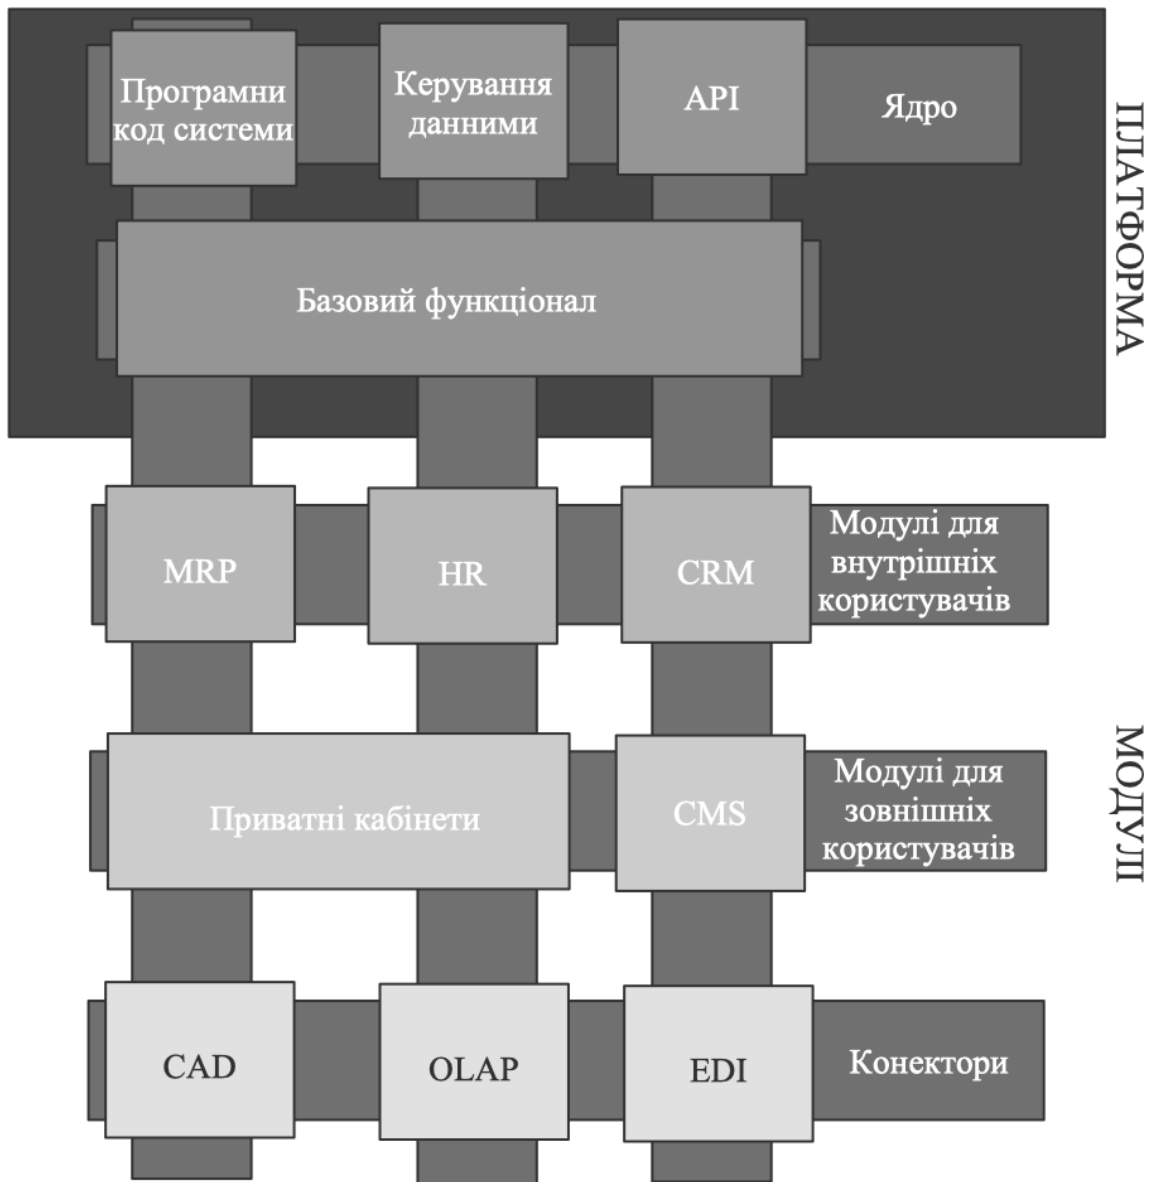 Програмни
код системи
Керування
данними
API
Ядро
ПЛАТФОРМА
Базовий функціонал
MRP
HR
CRM
Модулі для
внутрішніх
користувачів
МОДУЛІ
Приватні кабінети
CMS
Модулі для
зовнішніх
користувачів
CAD
OLAP
EDI
Конектори